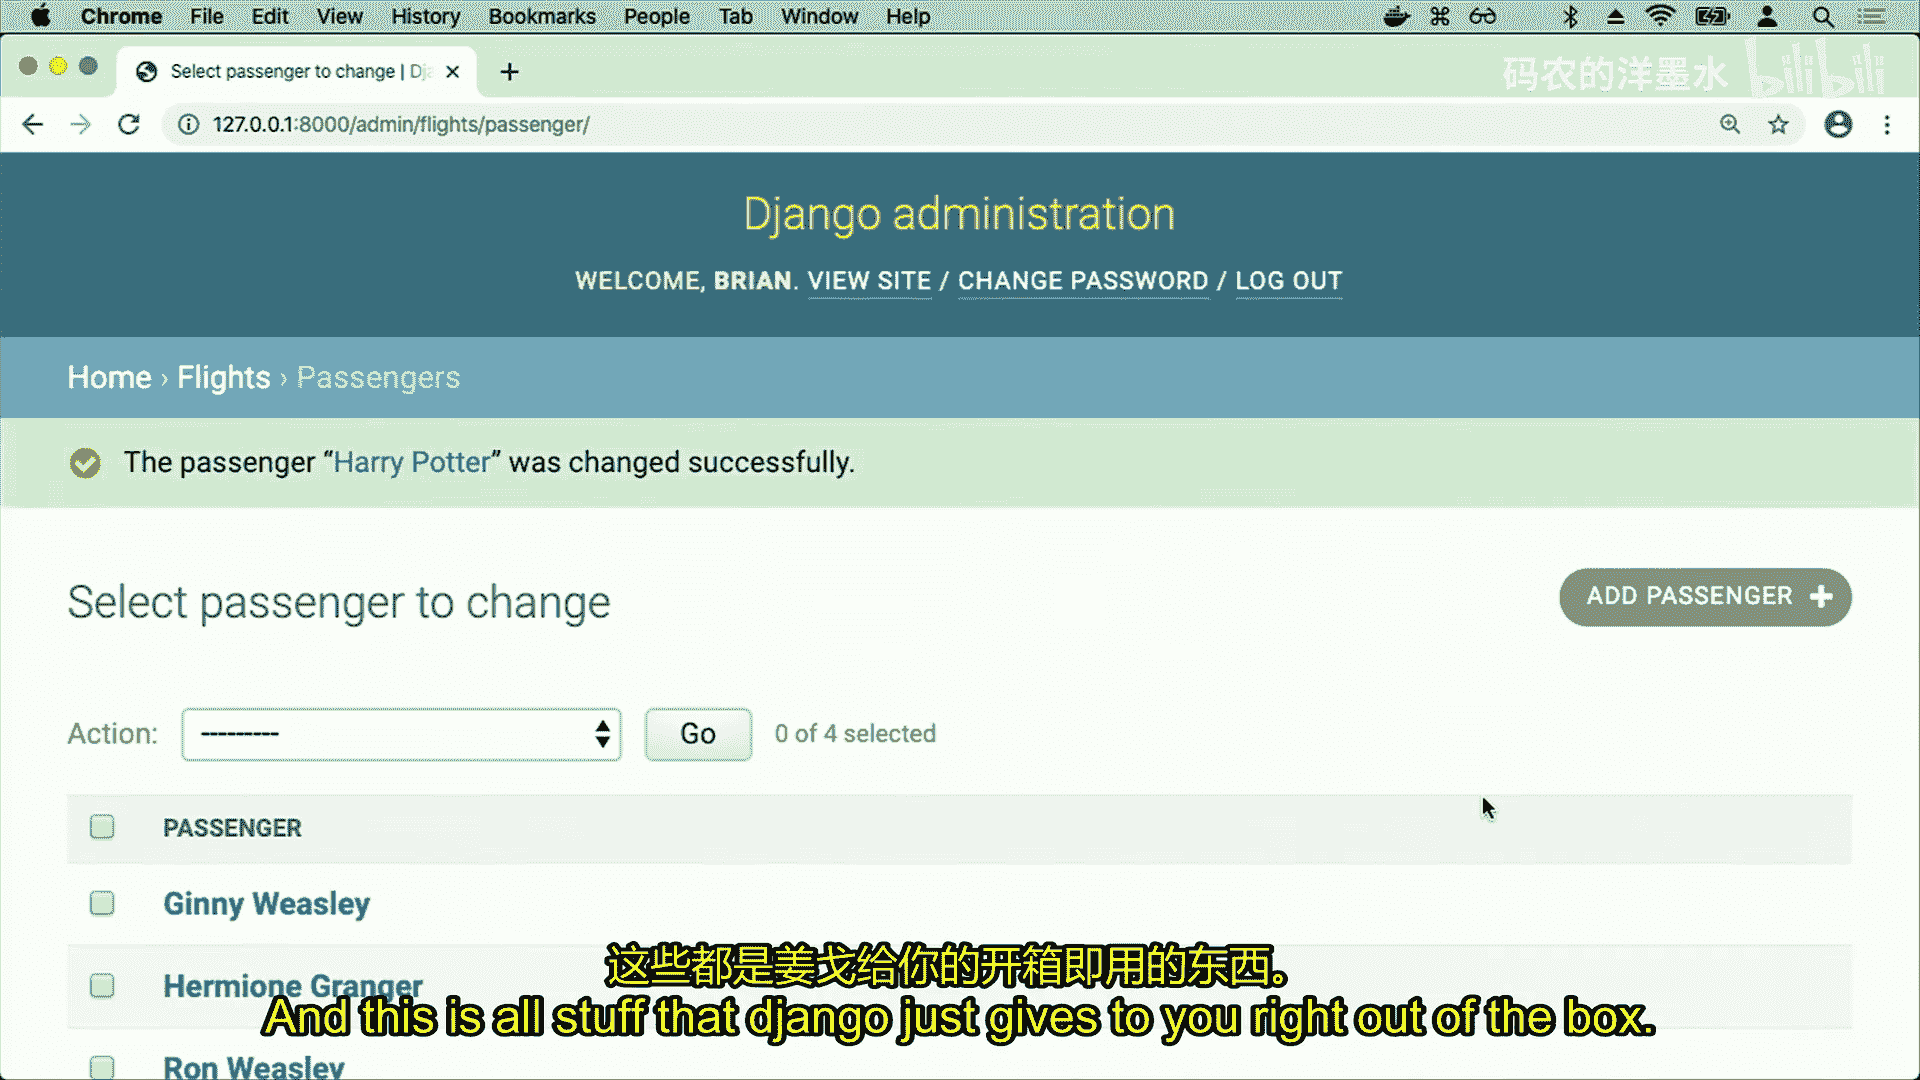 Chrome File Edit View History Bookmarks People Tab Window Help
Select passenger to change | Dj
码农的洋墨水 bilibili
127.0.0.1:8000/admin/flights/passenger/
Django administration
WELCOME, BRIAN. VIEW SITE / CHANGE PASSWORD / LOG OUT
Home › Flights › Passengers
The passenger “Harry Potter” was changed successfully.
Select passenger to change
ADD PASSENGER +
Action: --------- Go 0 of 4 selected
PASSENGER
Ginny Weasley
Hermione Granger
这些都是姜戈给你的开箱即用的东西。
And this is all stuff that django just gives to you right out of the box.
Ron Weasley